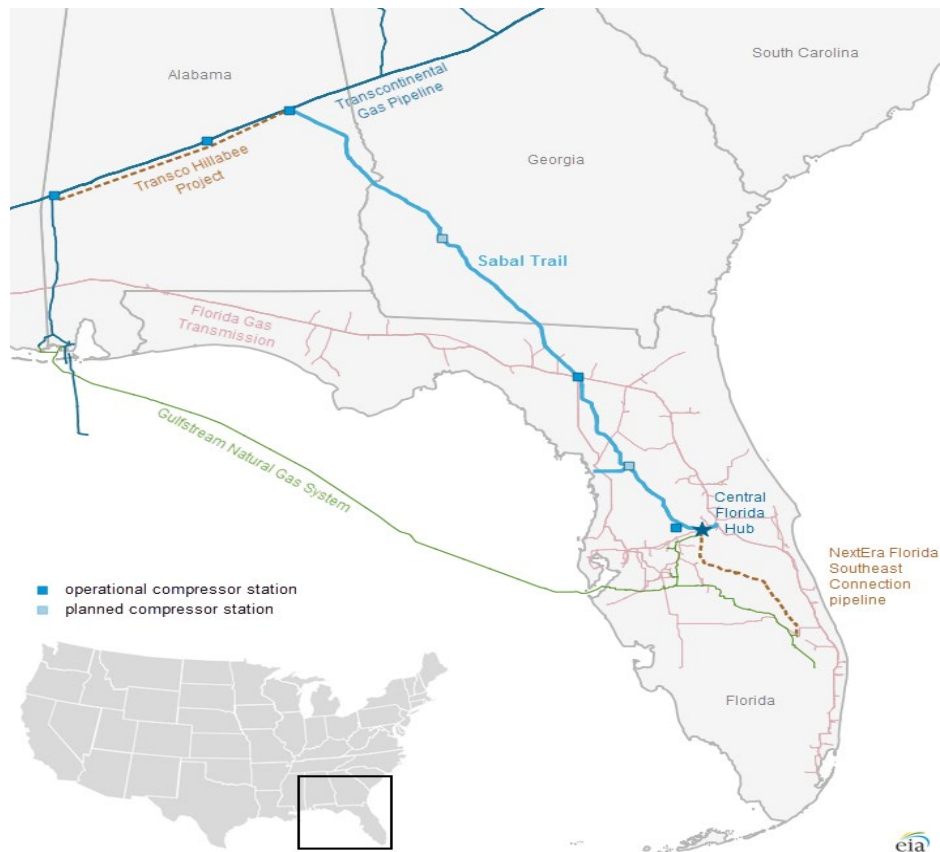 South Carolina
Alabama
Transcontinental
Gas Pipeline
Transco Hillabee
Project
Georgia
Sabal Trail
Florida Gas
Transmission
Gulfstream Natural Gas System
Central
Florida
Hub
NextEra Florida
Southeast
Connection
pipeline
operational compressor station
planned compressor station
Florida
eia